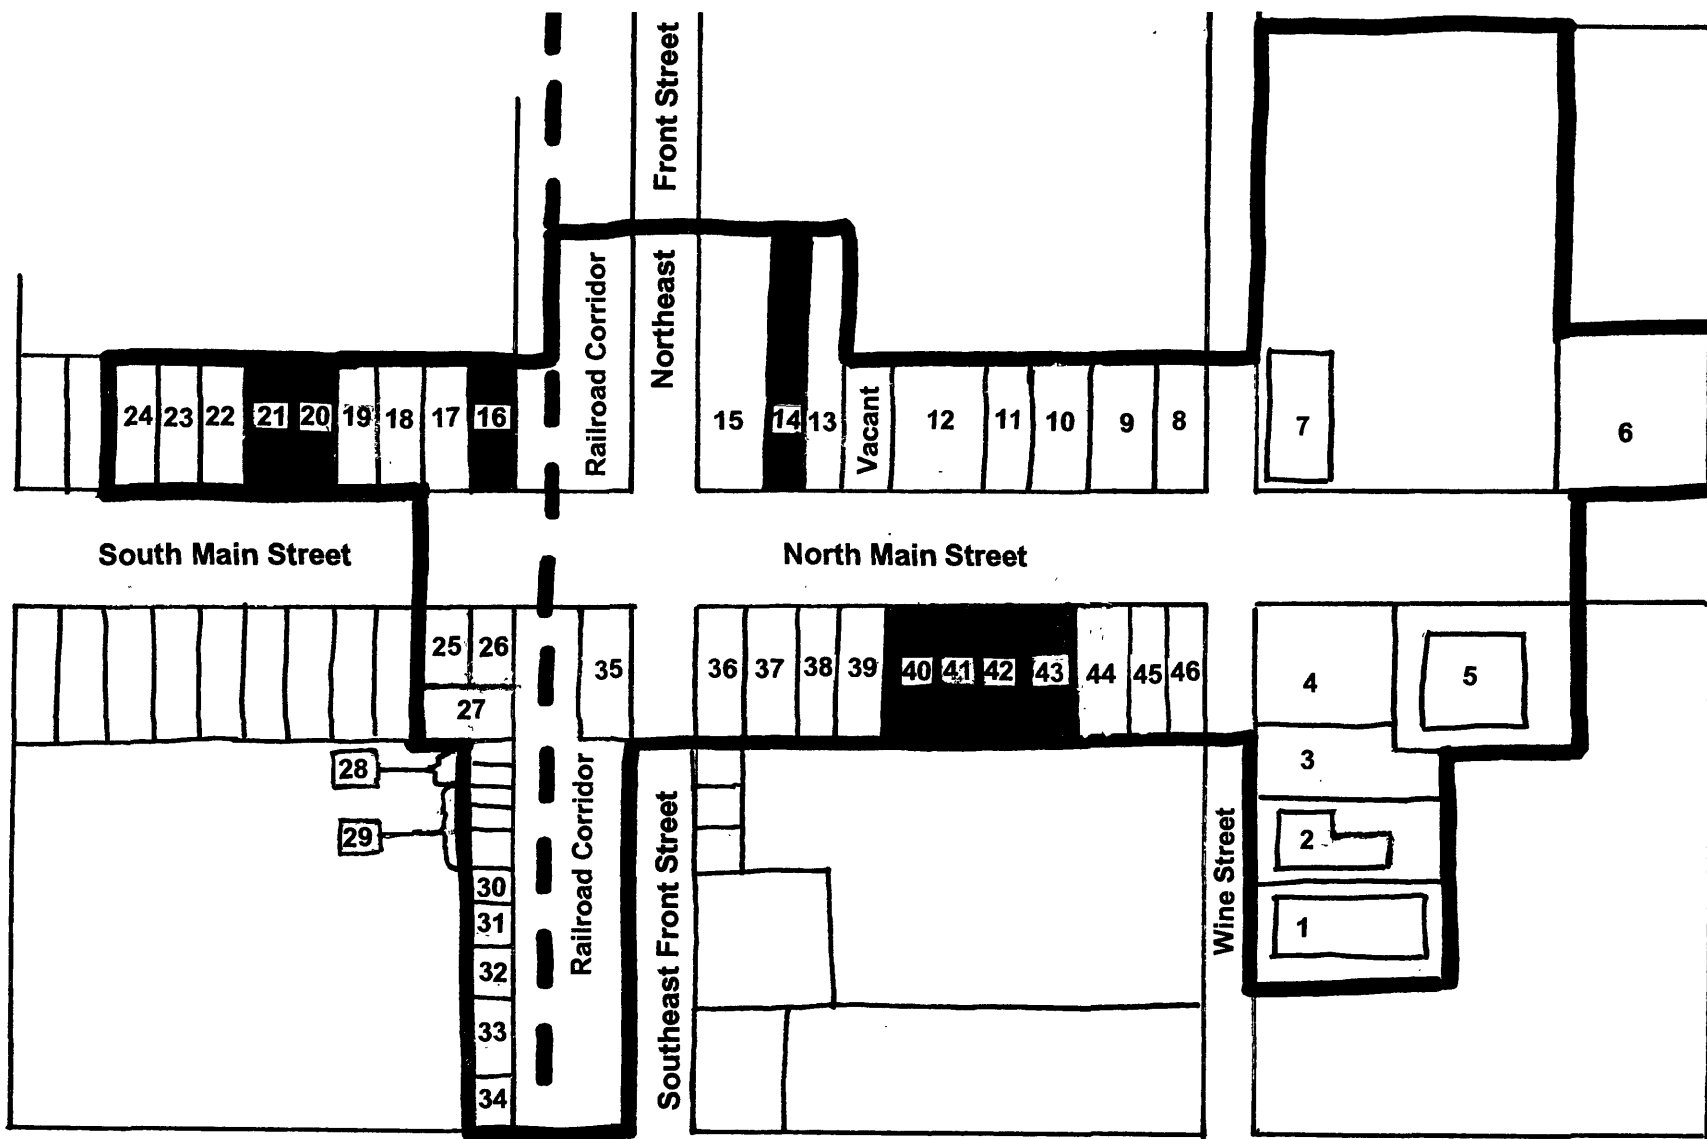 Front Street
Northeast
Railroad Corridor
24 23 22 21 20 19 18 17 16
15 14 13
Vacant
12 11 10 9 8
7
6
South Main Street
North Main Street
25 26
27
35
36 37 38 39 40 41 42 43 44 45 46
4
5
3
28
29
2
1
30
31
32
33
34
Railroad Corridor
Southeast Front Street
Wine Street